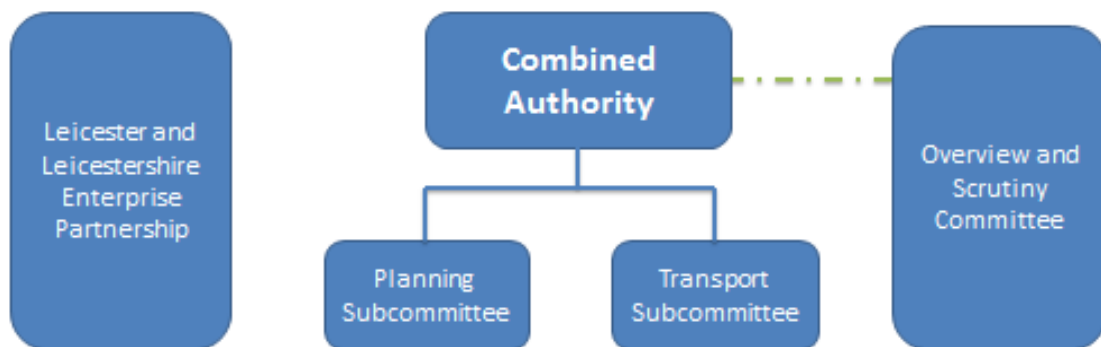 Leicester and
Leicestershire
Enterprise
Partnership
Combined
Authority
Overview and
Scrutiny
Committee
Planning
Subcommittee
Transport
Subcommittee